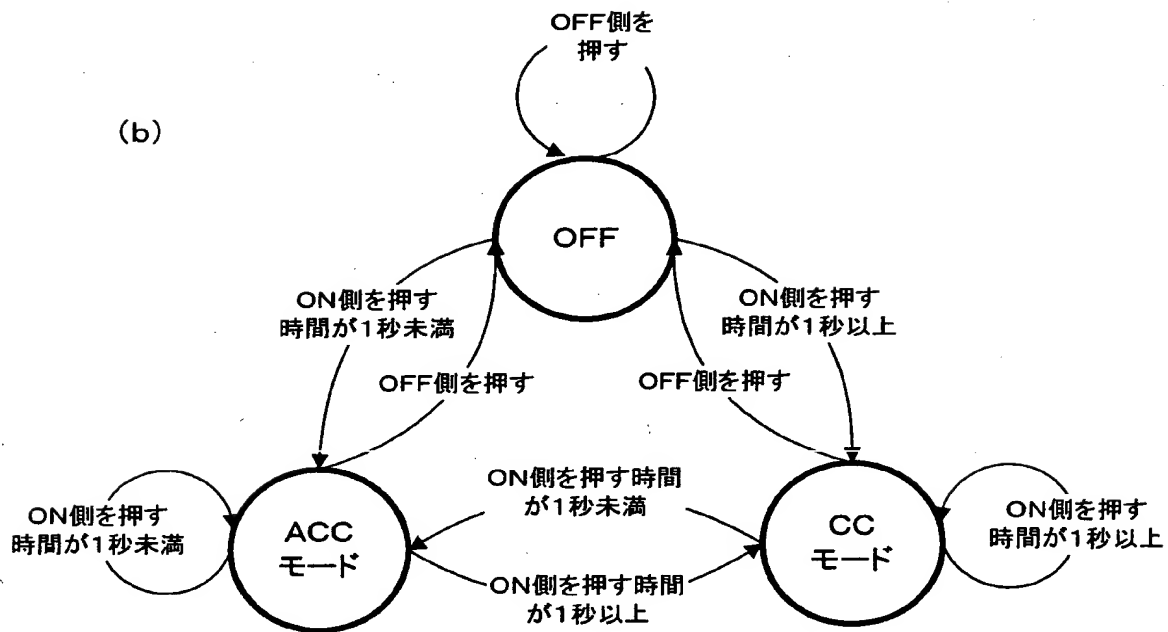 OFF側を
押す
(b)
OFF
ON側を押す
時間が1秒未満
ON側を押す
時間が1秒以上
OFF側を押す
OFF側を押す
ON側を押す時間
が1秒未満
ON側を押す
時間が1秒未満
ACC
モード
CC
モード
ON側を押す
時間が1秒以上
ON側を押す時間
が1秒以上